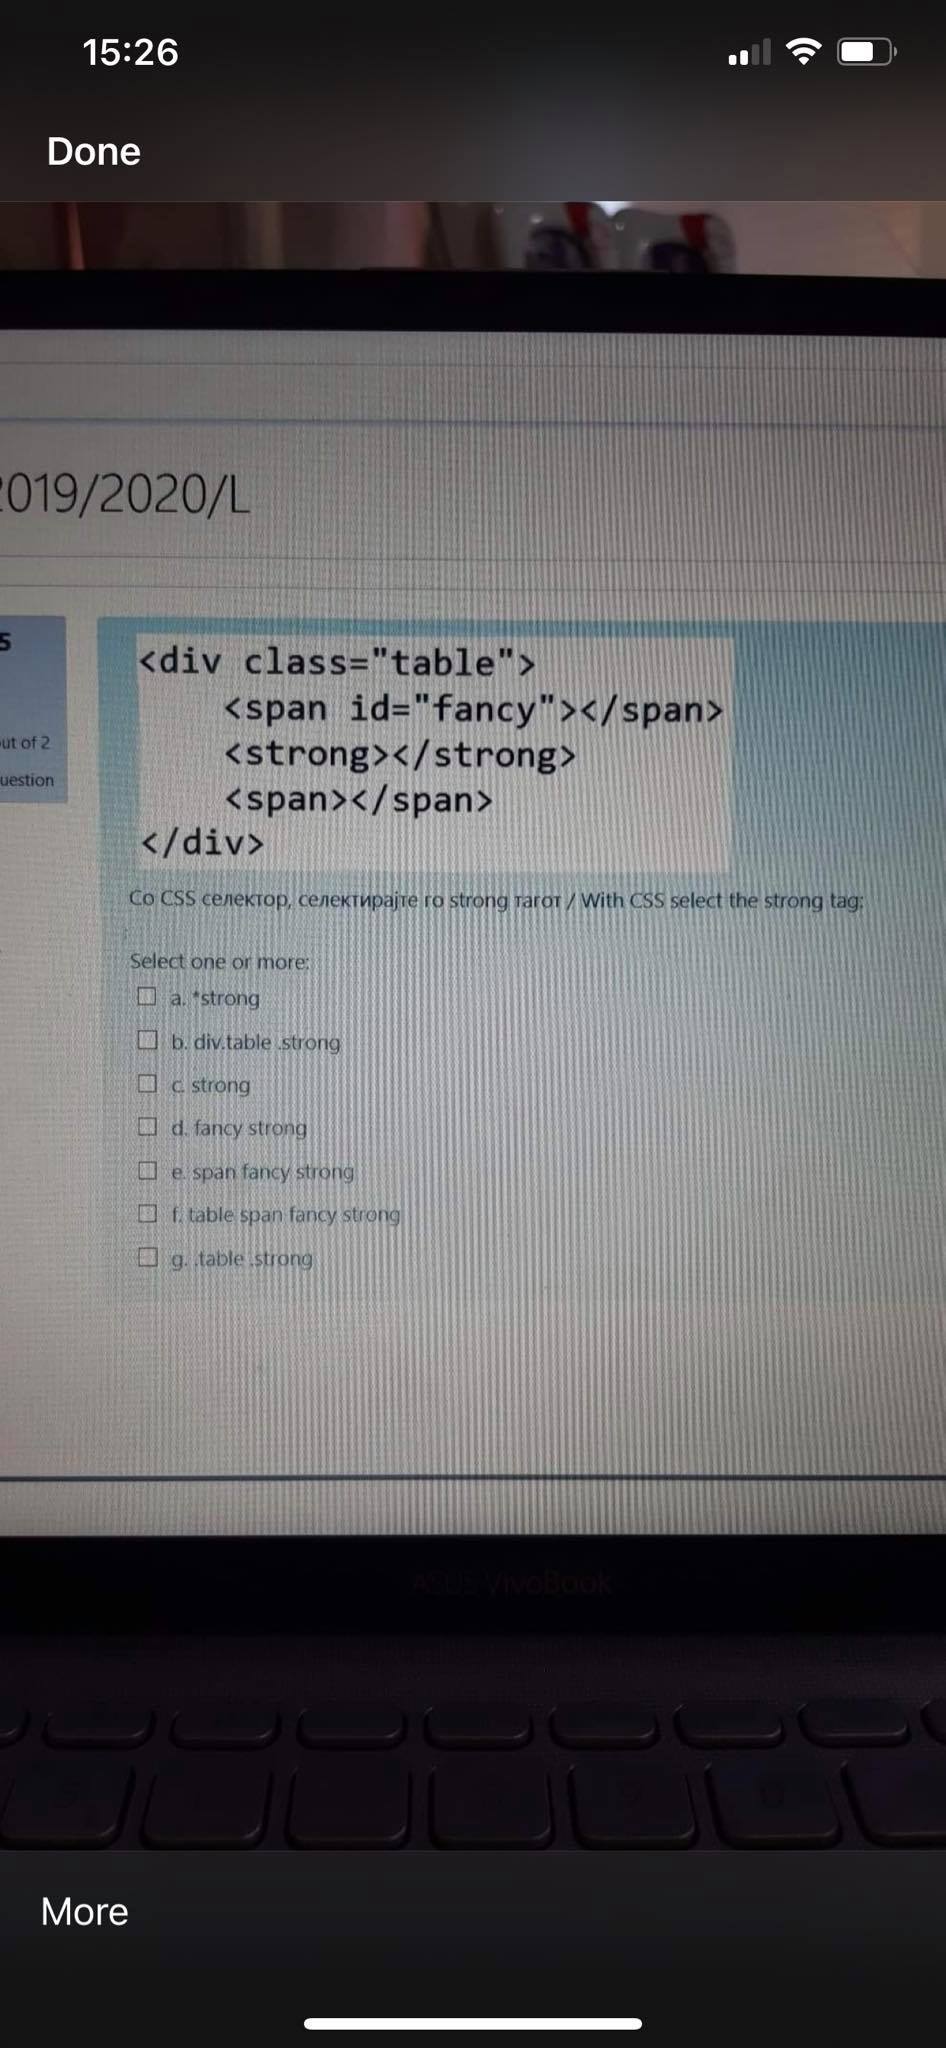 15:26
Done
2019/2020/L
5
out of 2
question
<div class="table">
<span id="fancy"></span>
<strong></strong>
<span></span>
</div>
Со CSS селектор, селектирајте го strong тагот / With CSS select the strong tag:
Select one or more:
a. *strong
b. div.table .strong
c. strong
d. fancy strong
e. span fancy strong
f. table span fancy strong
g. .table .strong
ASUS VivoBook
More